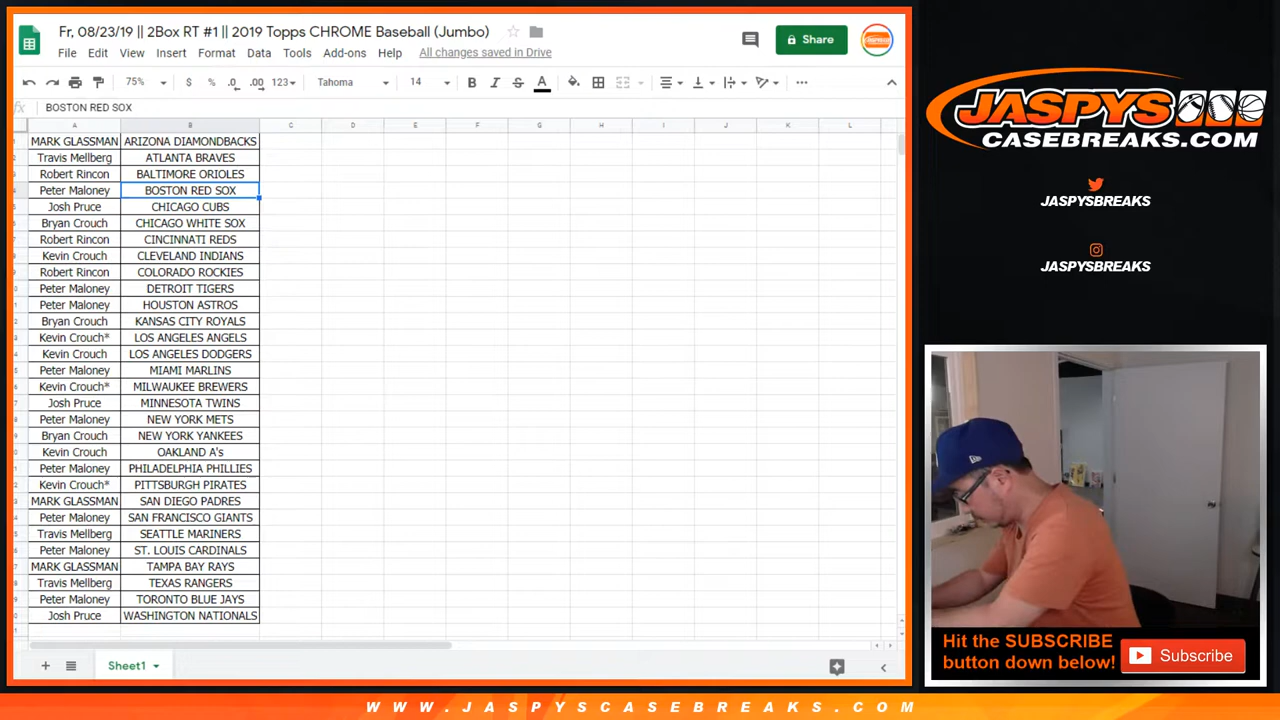 Fr, 08/23/19 || 2Box RT #1 || 2019 Topps CHROME Baseball (Jumbo)
File Edit View Insert Format Data Tools Add-ons Help All changes saved in Drive
Share
75% $ % .0 .00 123 Tahoma 14 B I S A
fx BOSTON RED SOX
A B C D E F G H I J K L
MARK GLASSMAN ARIZONA DIAMONDBACKS
Travis Mellberg ATLANTA BRAVES
Robert Rincon BALTIMORE ORIOLES
Peter Maloney BOSTON RED SOX
Josh Pruce CHICAGO CUBS
Bryan Crouch CHICAGO WHITE SOX
Robert Rincon CINCINNATI REDS
Kevin Crouch CLEVELAND INDIANS
Robert Rincon COLORADO ROCKIES
Peter Maloney DETROIT TIGERS
Peter Maloney HOUSTON ASTROS
Bryan Crouch KANSAS CITY ROYALS
Kevin Crouch* LOS ANGELES ANGELS
Kevin Crouch LOS ANGELES DODGERS
Peter Maloney MIAMI MARLINS
Kevin Crouch* MILWAUKEE BREWERS
Josh Pruce MINNESOTA TWINS
Peter Maloney NEW YORK METS
Bryan Crouch NEW YORK YANKEES
Kevin Crouch OAKLAND A's
Peter Maloney PHILADELPHIA PHILLIES
Kevin Crouch* PITTSBURGH PIRATES
MARK GLASSMAN SAN DIEGO PADRES
Peter Maloney SAN FRANCISCO GIANTS
Travis Mellberg SEATTLE MARINERS
Peter Maloney ST. LOUIS CARDINALS
MARK GLASSMAN TAMPA BAY RAYS
Travis Mellberg TEXAS RANGERS
Peter Maloney TORONTO BLUE JAYS
Josh Pruce WASHINGTON NATIONALS
Sheet1
JASPYS
CASEBREAKS.COM
JASPYSBREAKS
JASPYSBREAKS
Hit the SUBSCRIBE
button down below!
Subscribe
WWW.JASPYSCASEBREAKS.COM